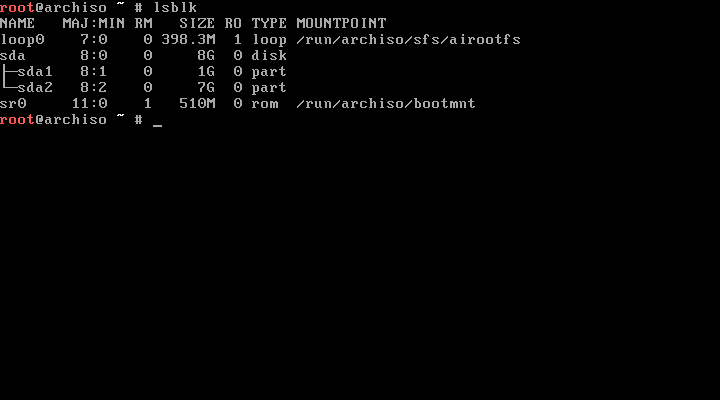 root@archiso ~ # lsblk
NAME   MAJ:MIN RM   SIZE RO TYPE MOUNTPOINT
loop0    7:0    0 398.3M  1 loop /run/archiso/sfs/airootfs
sda      8:0    0     8G  0 disk
├─sda1   8:1    0     1G  0 part
└─sda2   8:2    0     7G  0 part
sr0     11:0    1   510M  0 rom  /run/archiso/bootmnt
root@archiso ~ # _